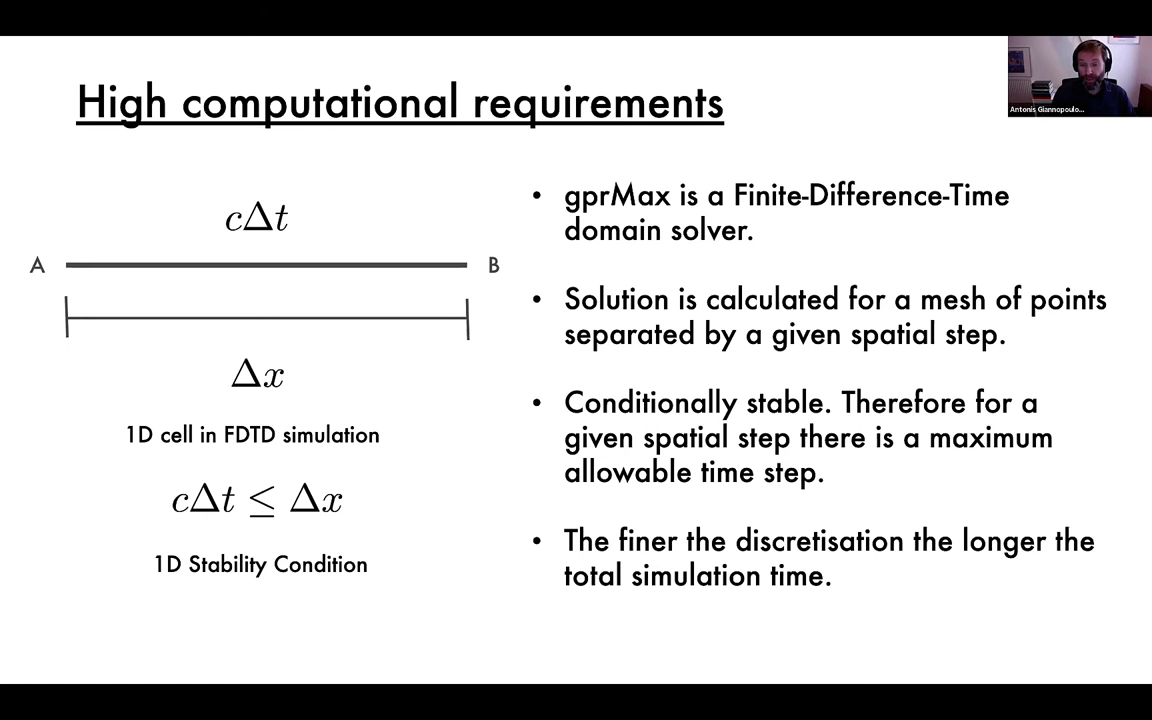 High computational requirements
Antonis Giannopoulo...
cΔt
A
B
Δx
1D cell in FDTD simulation
cΔt ≤ Δx
1D Stability Condition
• gprMax is a Finite-Difference-Time
domain solver.
• Solution is calculated for a mesh of points
separated by a given spatial step.
• Conditionally stable. Therefore for a
given spatial step there is a maximum
allowable time step.
• The finer the discretisation the longer the
total simulation time.